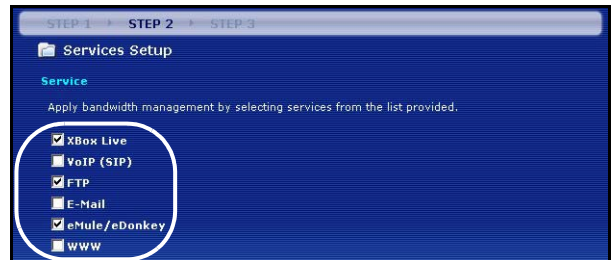 STEP 1 STEP 2 STEP 3
Services Setup
Service
Apply bandwidth management by selecting services from the list provided.
XBox Live
VoIP (SIP)
FTP
E-Mail
eMule/eDonkey
WWW